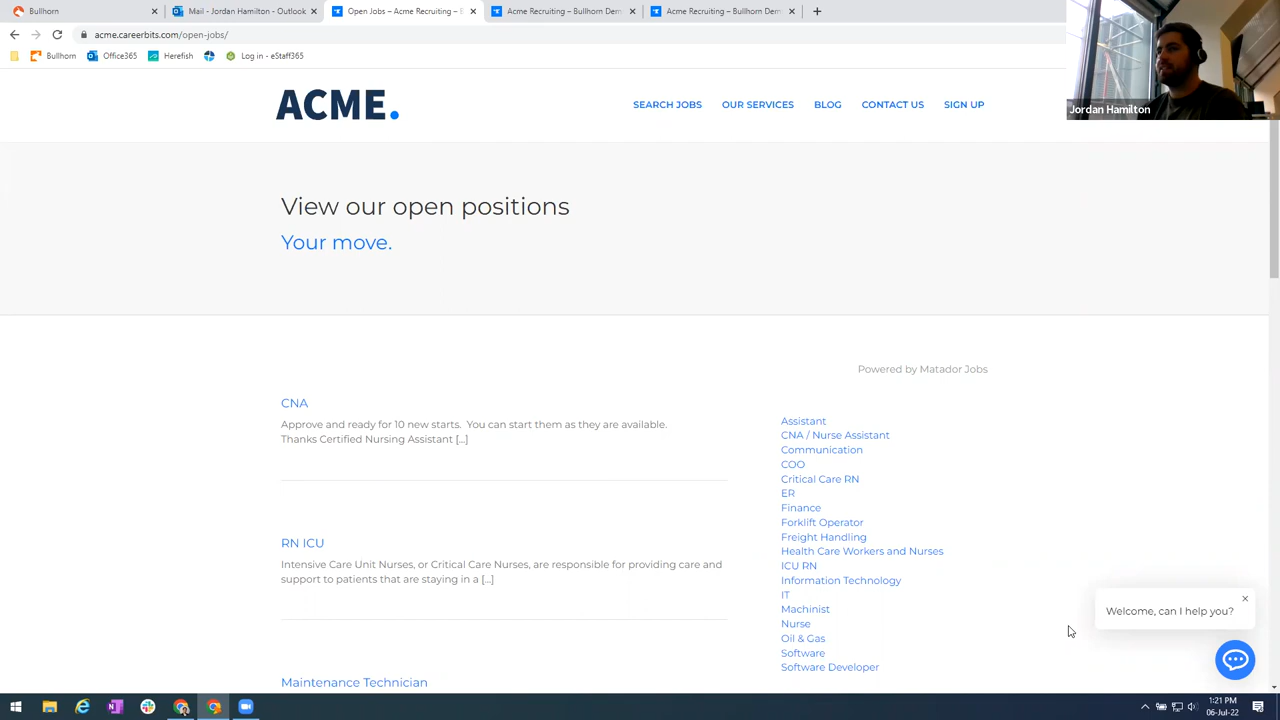 Bullhorn
Mail - Jordan Hamilton - Outlook
Open Jobs – Acme Recruiting –
Acme Recruiting – Bullhorn Dem
Acme Recruiting – Bullhorn Dem
acme.careerbits.com/open-jobs/
Bullhorn
Office365
Herefish
Log in - eStaff365
Jordan Hamilton
ACME.
SEARCH JOBS
OUR SERVICES
BLOG
CONTACT US
SIGN UP
View our open positions
Your move.
Powered by Matador Jobs
CNA
Approve and ready for 10 new starts. You can start them as they are available.
Thanks Certified Nursing Assistant [...]
RN ICU
Intensive Care Unit Nurses, or Critical Care Nurses, are responsible for providing care and
support to patients that are staying in a [...]
Maintenance Technician
Assistant
CNA / Nurse Assistant
Communication
COO
Critical Care RN
ER
Finance
Forklift Operator
Freight Handling
Health Care Workers and Nurses
ICU RN
Information Technology
IT
Machinist
Nurse
Oil & Gas
Software
Software Developer
Welcome, can I help you?
1:21 PM
06-Jul-22